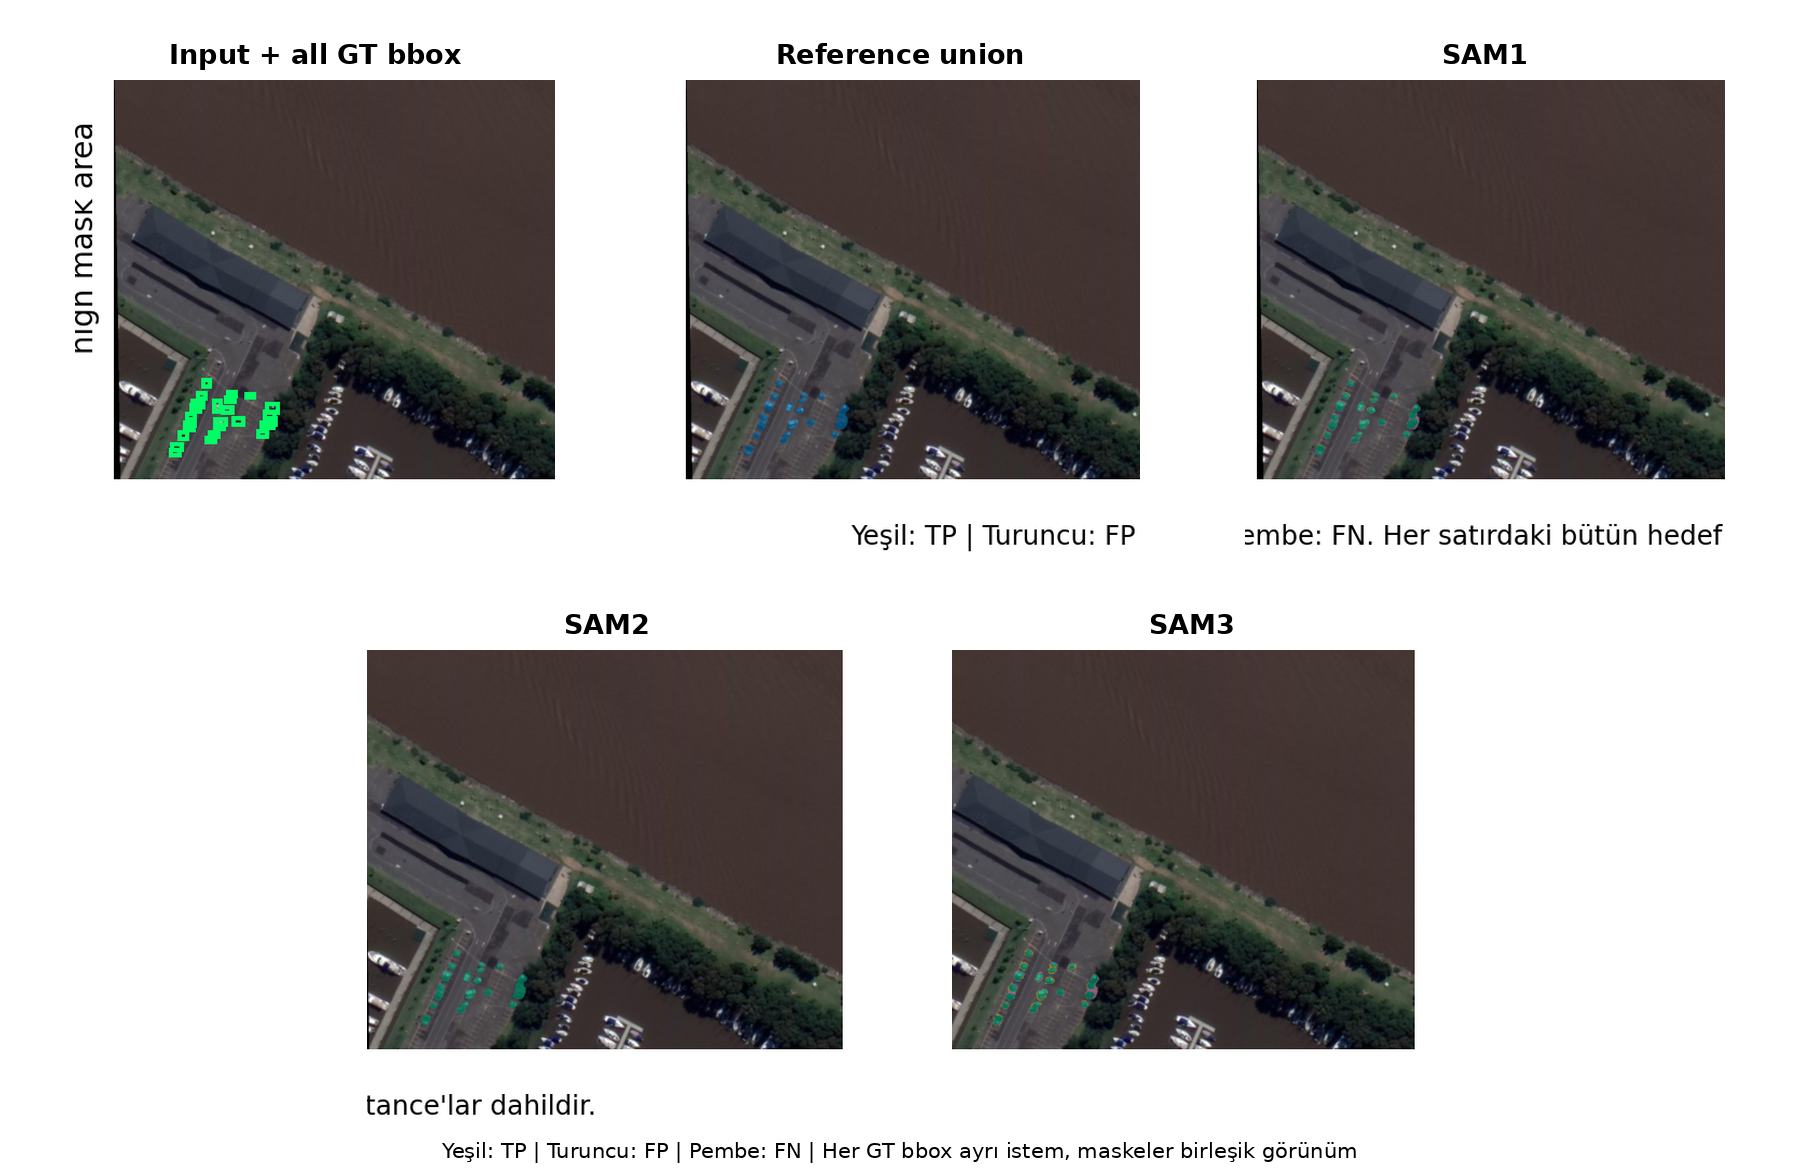 Input + all GT bbox
Reference union
SAM1
nign mask area
Yeşil: TP | Turuncu: FP
embe: FN. Her satırdaki bütün hedef
SAM2
SAM3
tance'lar dahildir.
Yeşil: TP | Turuncu: FP | Pembe: FN | Her GT bbox ayrı istem, maskeler birleşik görünüm